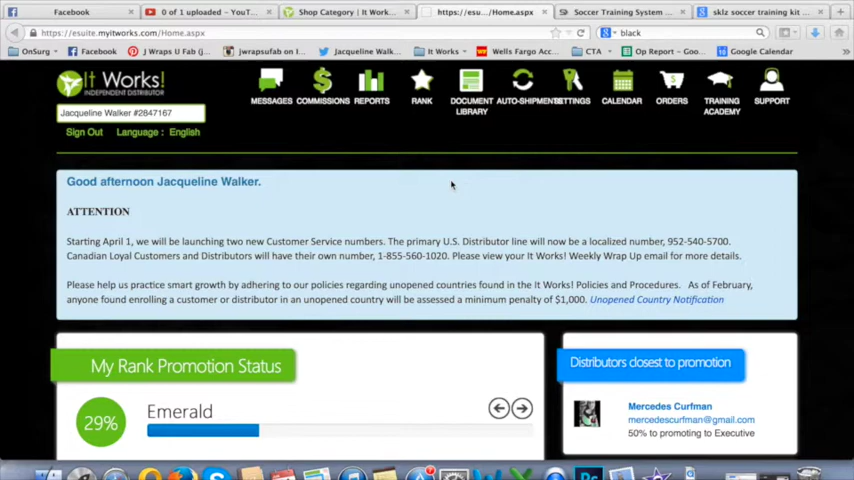 Facebook
0 of 1 uploaded – YouT...
Shop Category | It Work...
https://esu.../Home.aspx
Soccer Training System ...
sklz soccer training kit ...
https://esuite.myitworks.com/Home.aspx
black
OnSurg
Facebook
J Wraps U Fab (j...
jwrapsufab on I...
Jacqueline Walke...
It Works
Wells Fargo Acc...
CTA
Op Report – Goo...
Google Calendar
It Works!
INDEPENDENT DISTRIBUTOR
MESSAGES
COMMISSIONS
REPORTS
RANK
DOCUMENT LIBRARY
AUTO-SHIPMENTS
SETTINGS
CALENDAR
ORDERS
TRAINING ACADEMY
SUPPORT
Jacqueline Walker #2847167
Sign Out
Language : English
Good afternoon Jacqueline Walker.
ATTENTION
Starting April 1, we will be launching two new Customer Service numbers. The primary U.S. Distributor line will now be a localized number, 952-540-5700.
Canadian Loyal Customers and Distributors will have their own number, 1-855-560-1020. Please view your It Works! Weekly Wrap Up email for more details.
Please help us practice smart growth by adhering to our policies regarding unopened countries found in the It Works! Policies and Procedures. As of February,
anyone found enrolling a customer or distributor in an unopened country will be assessed a minimum penalty of $1,000. Unopened Country Notification
My Rank Promotion Status
Distributors closest to promotion
29%
Emerald
Mercedes Curfman
mercedescurfman@gmail.com
50% to promoting to Executive
Ps